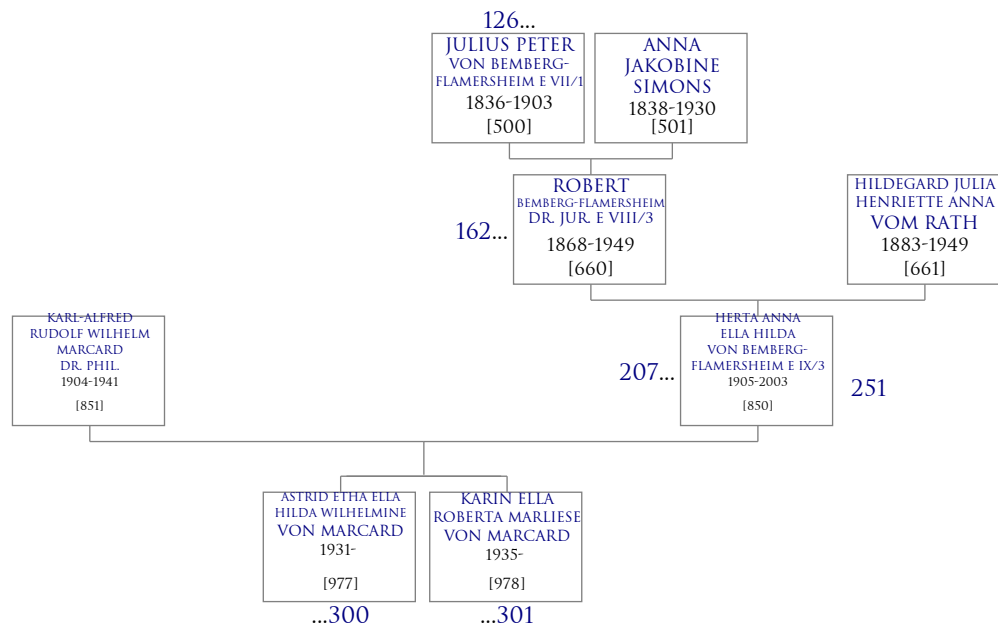 126...
JULIUS PETER
VON BEMBERG-
FLAMERSHEIM E VII/1
1836-1903
[500]
ANNA
JAKOBINE
SIMONS
1838-1930
[501]
162...
ROBERT
BEMBERG-FLAMERSHEIM
DR. JUR. E VIII/3
1868-1949
[660]
HILDEGARD JULIA
HENRIETTE ANNA
VOM RATH
1883-1949
[661]
KARL-ALFRED
RUDOLF WILHELM
MARCARD
DR. PHIL.
1904-1941
[851]
207...
HERTA ANNA
ELLA HILDA
VON BEMBERG-
FLAMERSHEIM E IX/3
1905-2003
[850]
251
ASTRID ETHA ELLA
HILDA WILHELMINE
VON MARCARD
1931-
[977]
...300
KARIN ELLA
ROBERTA MARLIESE
VON MARCARD
1935-
[978]
...301